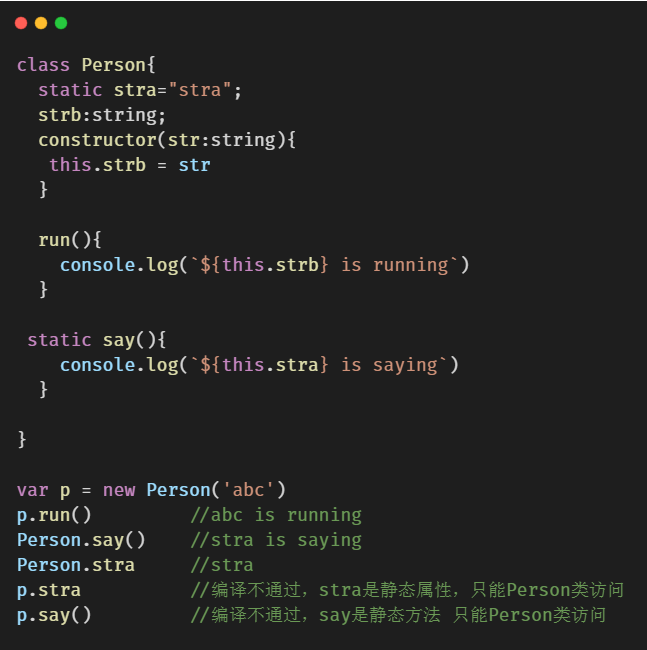 class Person{
  static stra="stra";
  strb:string;
  constructor(str:string){
   this.strb = str
  }
  run(){
    console.log(`${this.strb} is running`)
  }
 static say(){
    console.log(`${this.stra} is saying`)
  }
}
var p = new Person('abc')
p.run()         //abc is running
Person.say()    //stra is saying
Person.stra     //stra
p.stra          //编译不通过，stra是静态属性，只能Person类访问
p.say()         //编译不通过，say是静态方法 只能Person类访问